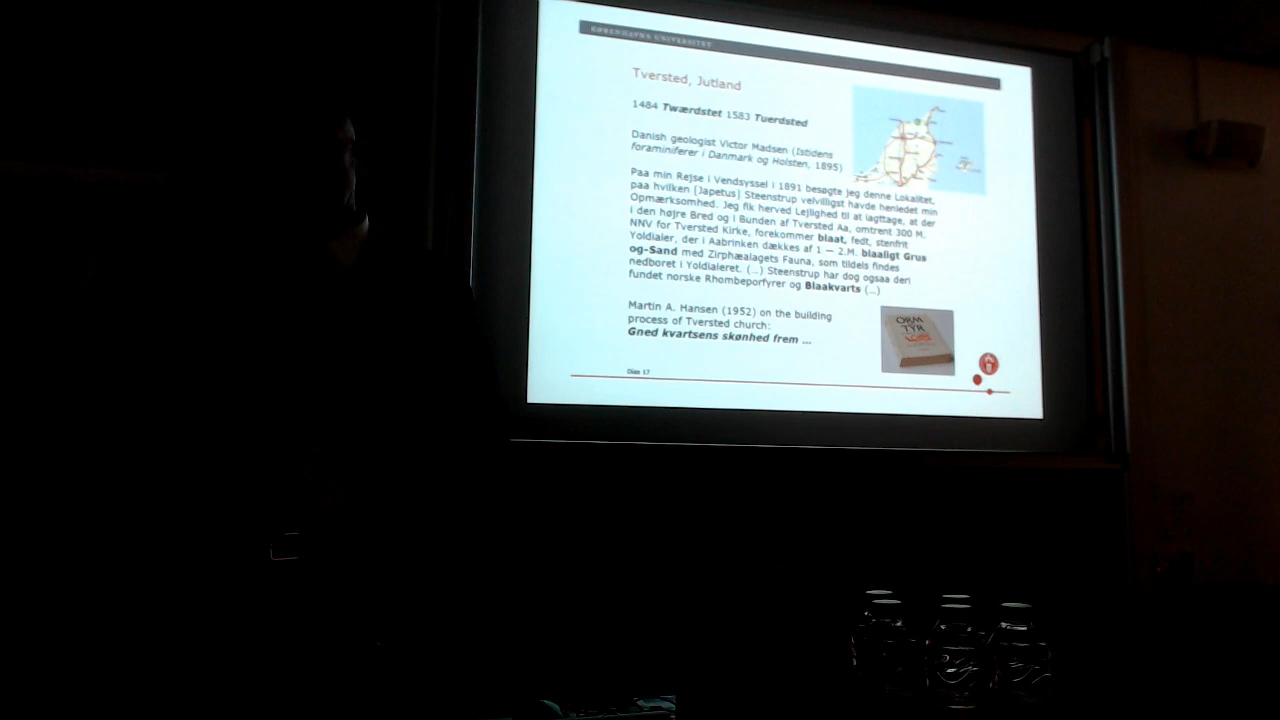 KØBENHAVNS UNIVERSITET
Tversted, Jutland
1484 Twærdstet 1583 Tuerdsted
Danish geologist Victor Madsen (Istidens
foraminiferer i Danmark og Holsten, 1895)
Paa min Rejse i Vendsyssel i 1891 besøgte jeg denne Lokalitet,
paa hvilken [Japetus] Steenstrup velvilligst havde henledet min
Opmærksomhed. Jeg fik herved Lejlighed til at iagttage, at der
i den højre Bred og i Bunden af Tversted Aa, omtrent 300 M.
NNV for Tversted Kirke, forekommer blaat, fedt, stenfrit
Yoldialer, der i Aabrinken dækkes af 1 — 2.M. blaaligt Grus
og-Sand med Zirphæalagets Fauna, som tildels findes
nedboret i Yoldialeret. (…) Steenstrup har dog ogsaa deri
fundet norske Rhombeporfyrer og Blaakvarts (…)
Martin A. Hansen (1952) on the building
process of Tversted church:
Gned kvartsens skønhed frem ...
ORM
TYR
Dias 17